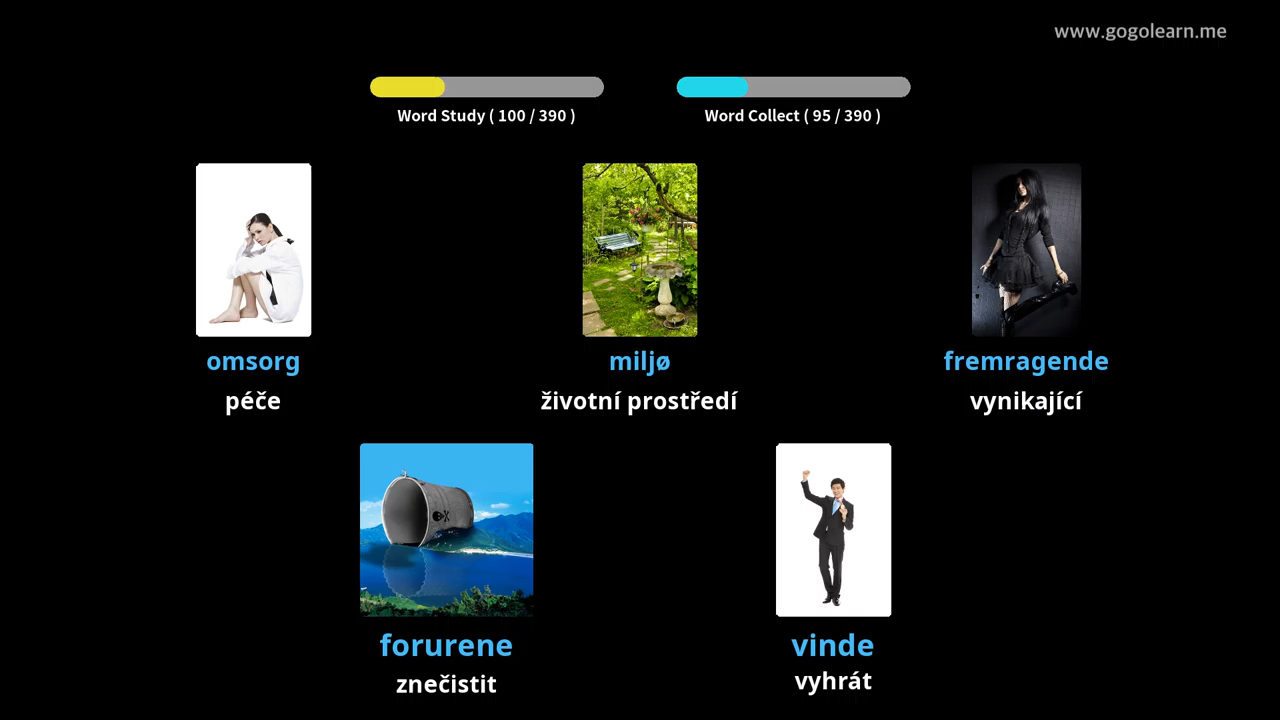 www.gogolearn.me
Word Study ( 100 / 390 )
Word Collect ( 95 / 390 )
omsorg
péče
miljø
životní prostředí
fremragende
vynikající
forurene
znečistit
vinde
vyhrát